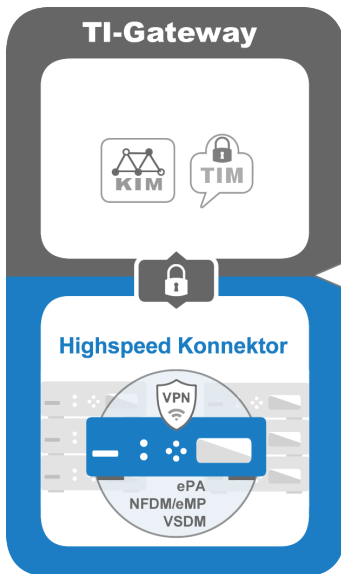 TI-Gateway
KIM
TIM
Highspeed Konnektor
VPN
ePA
NFDM/eMP
VSDM